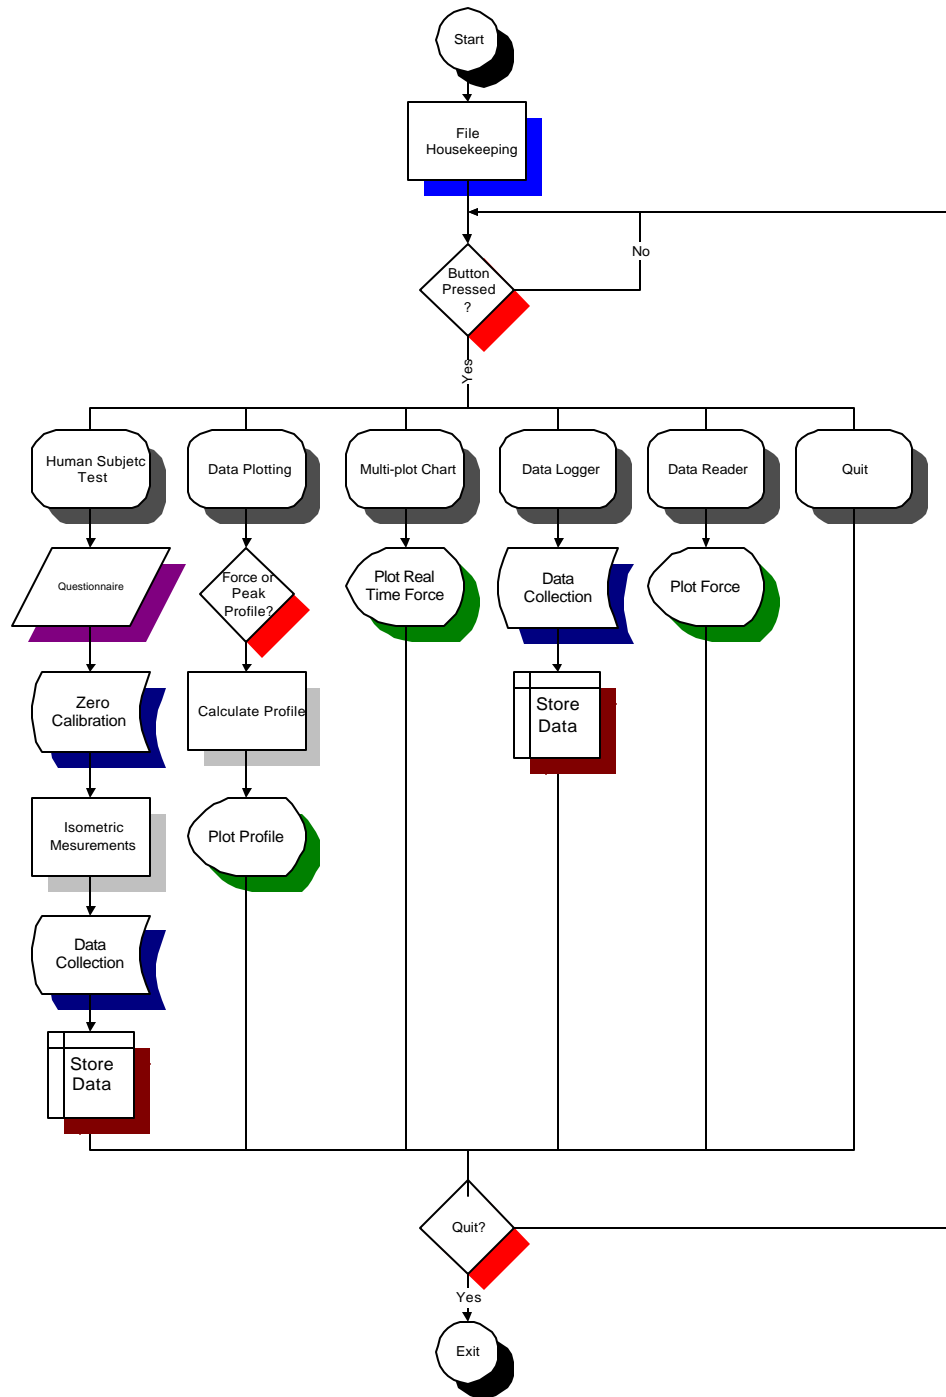 Start
File
Housekeeping
No
Button
Pressed
?
Yes
Human Subjetc
Test
Data Plotting
Multi-plot Chart
Data Logger
Data Reader
Quit
Questionnaire
Force or
Peak
Profile?
Plot Real
Time Force
Data
Collection
Plot Force
Zero
Calibration
Calculate Profile
Store
Data
Isometric
Mesurements
Plot Profile
Data
Collection
Store
Data
Quit?
Yes
Exit